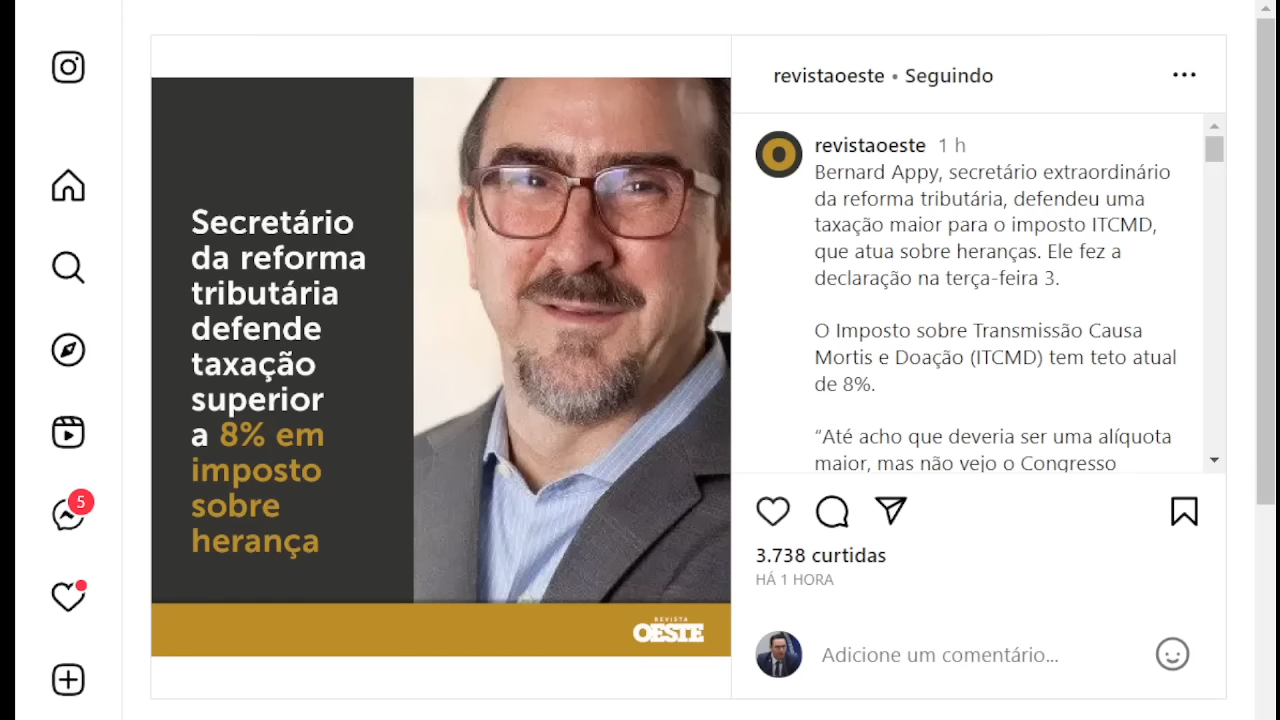 Secretário
da reforma
tributária
defende
taxação
superior
a 8% em
imposto
sobre
herança
REVISTA
OESTE
revistaoeste • Seguindo
revistaoeste 1 h
Bernard Appy, secretário extraordinário
da reforma tributária, defendeu uma
taxação maior para o imposto ITCMD,
que atua sobre heranças. Ele fez a
declaração na terça-feira 3.
O Imposto sobre Transmissão Causa
Mortis e Doação (ITCMD) tem teto atual
de 8%.
“Até acho que deveria ser uma alíquota
maior, mas não vejo o Congresso
3.738 curtidas
HÁ 1 HORA
Adicione um comentário...
5